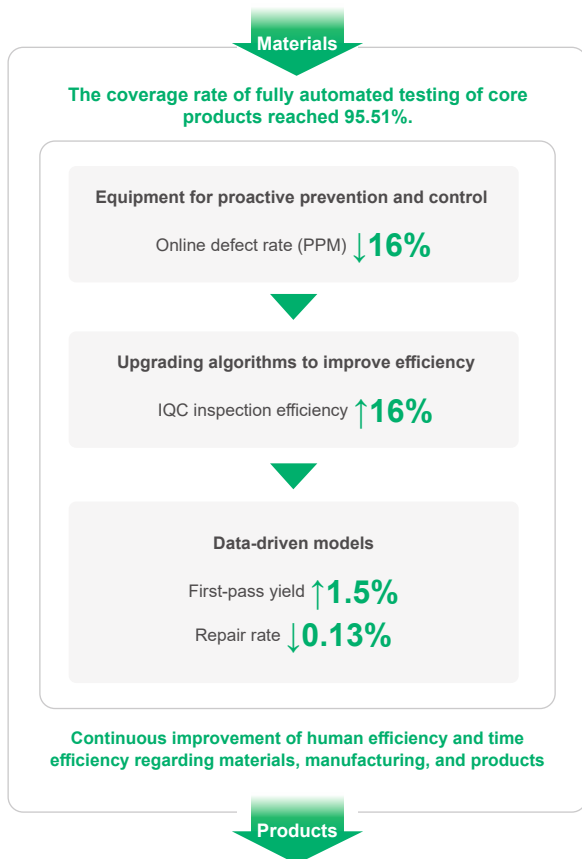 Materials
The coverage rate of fully automated testing of core
products reached 95.51%.
Equipment for proactive prevention and control
Online defect rate (PPM) ↓16%
Upgrading algorithms to improve efficiency
IQC inspection efficiency ↑16%
Data-driven models
First-pass yield ↑1.5%
Repair rate ↓0.13%
Continuous improvement of human efficiency and time
efficiency regarding materials, manufacturing, and products
Products